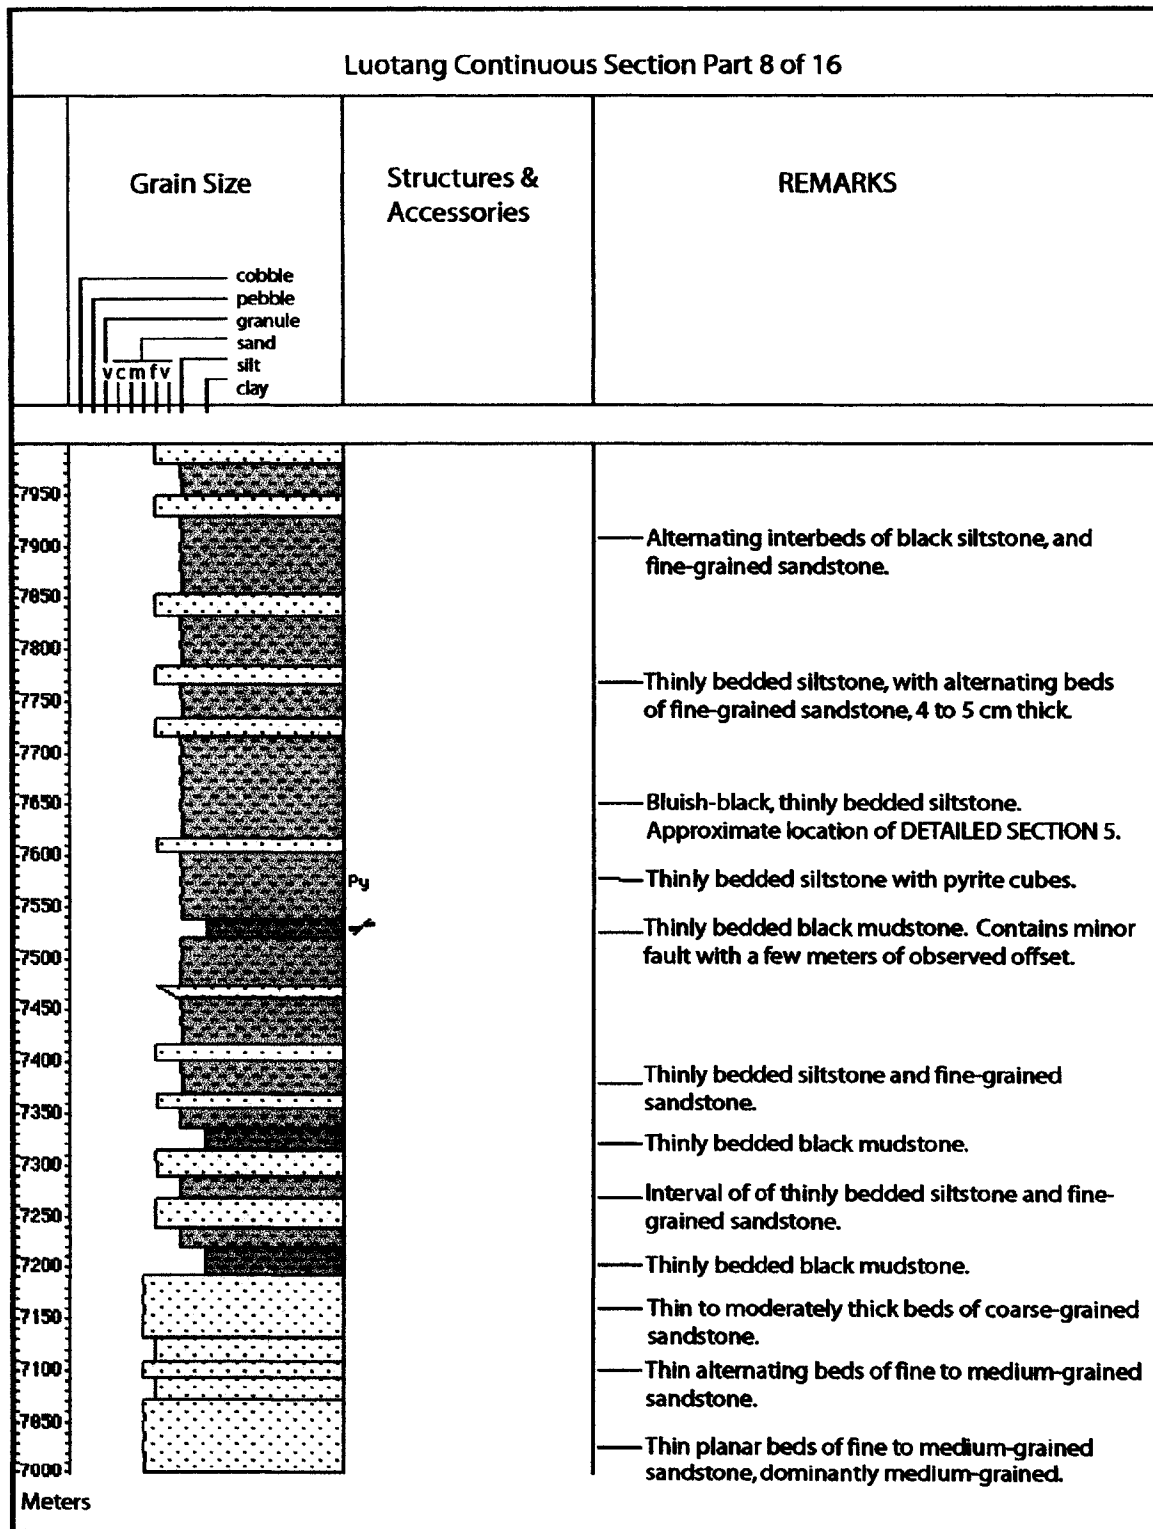 Luotang Continuous Section Part 8 of 16
Grain Size
Structures &
Accessories
REMARKS
cobble
pebble
granule
sand
silt
clay
v c m f v
7950
7900
7850
7800
7750
7700
7650
7600
7550
7500
7450
7400
7350
7300
7250
7200
7150
7100
7050
7000
Meters
Py
Alternating interbeds of black siltstone, and
fine-grained sandstone.
Thinly bedded siltstone, with alternating beds
of fine-grained sandstone, 4 to 5 cm thick.
Bluish-black, thinly bedded siltstone.
Approximate location of DETAILED SECTION 5.
Thinly bedded siltstone with pyrite cubes.
Thinly bedded black mudstone. Contains minor
fault with a few meters of observed offset.
Thinly bedded siltstone and fine-grained
sandstone.
Thinly bedded black mudstone.
Interval of of thinly bedded siltstone and fine-
grained sandstone.
Thinly bedded black mudstone.
Thin to moderately thick beds of coarse-grained
sandstone.
Thin alternating beds of fine to medium-grained
sandstone.
Thin planar beds of fine to medium-grained
sandstone, dominantly medium-grained.